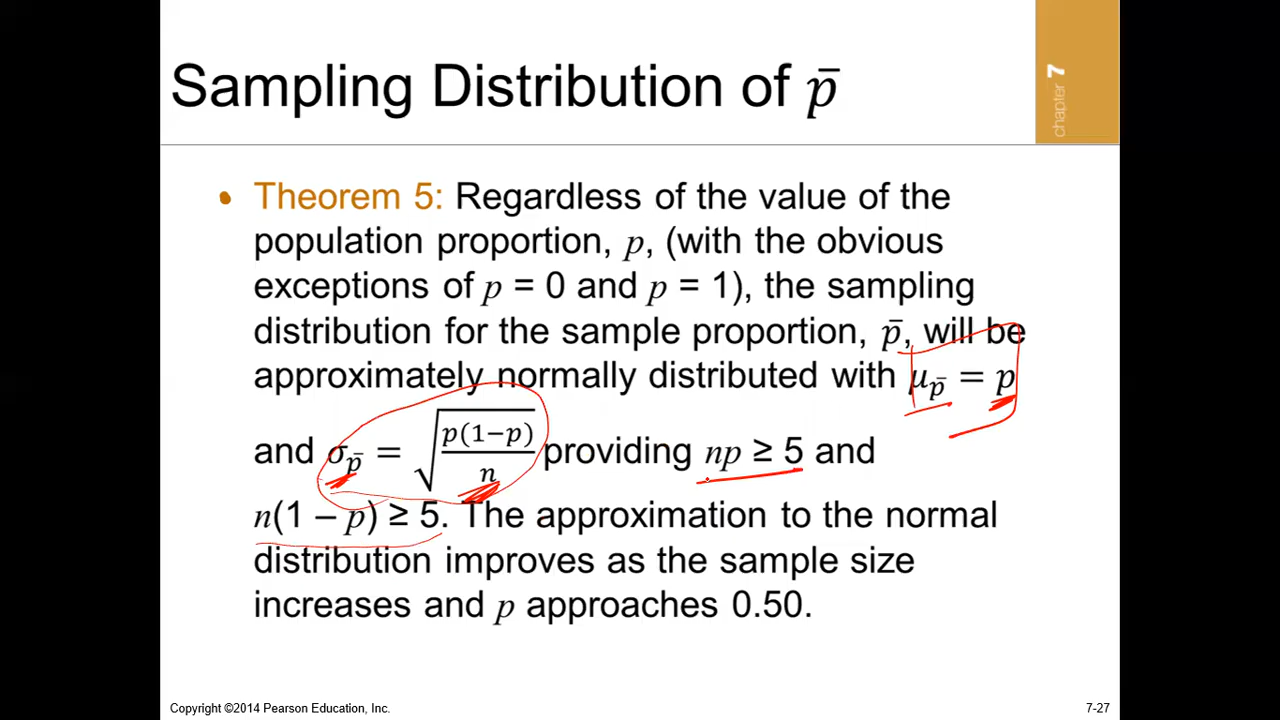 Sampling Distribution of p̄
chapter 7
• Theorem 5: Regardless of the value of the
population proportion, p, (with the obvious
exceptions of p = 0 and p = 1), the sampling
distribution for the sample proportion, p̄, will be
approximately normally distributed with μ_p̄ = p
and σ_p̄ = √(p(1−p)/n) providing np ≥ 5 and
n(1 – p) ≥ 5. The approximation to the normal
distribution improves as the sample size
increases and p approaches 0.50.
Copyright ©2014 Pearson Education, Inc.
7-27